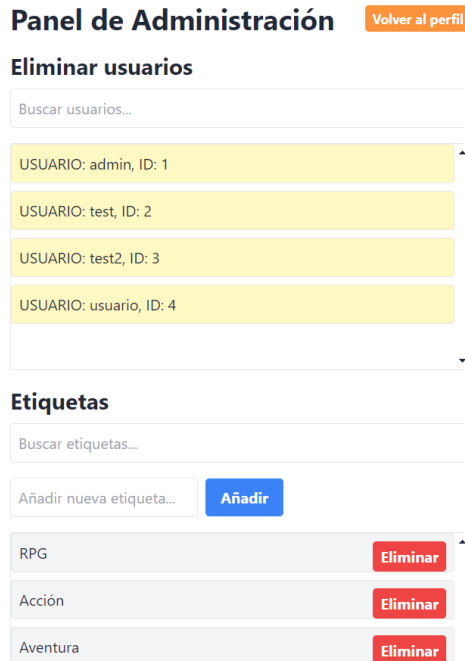 Panel de Administración
Volver al perfil
Eliminar usuarios
Buscar usuarios...
USUARIO: admin, ID: 1
USUARIO: test, ID: 2
USUARIO: test2, ID: 3
USUARIO: usuario, ID: 4
Etiquetas
Buscar etiquetas...
Añadir nueva etiqueta... Añadir
RPG Eliminar
Acción Eliminar
Aventura Eliminar